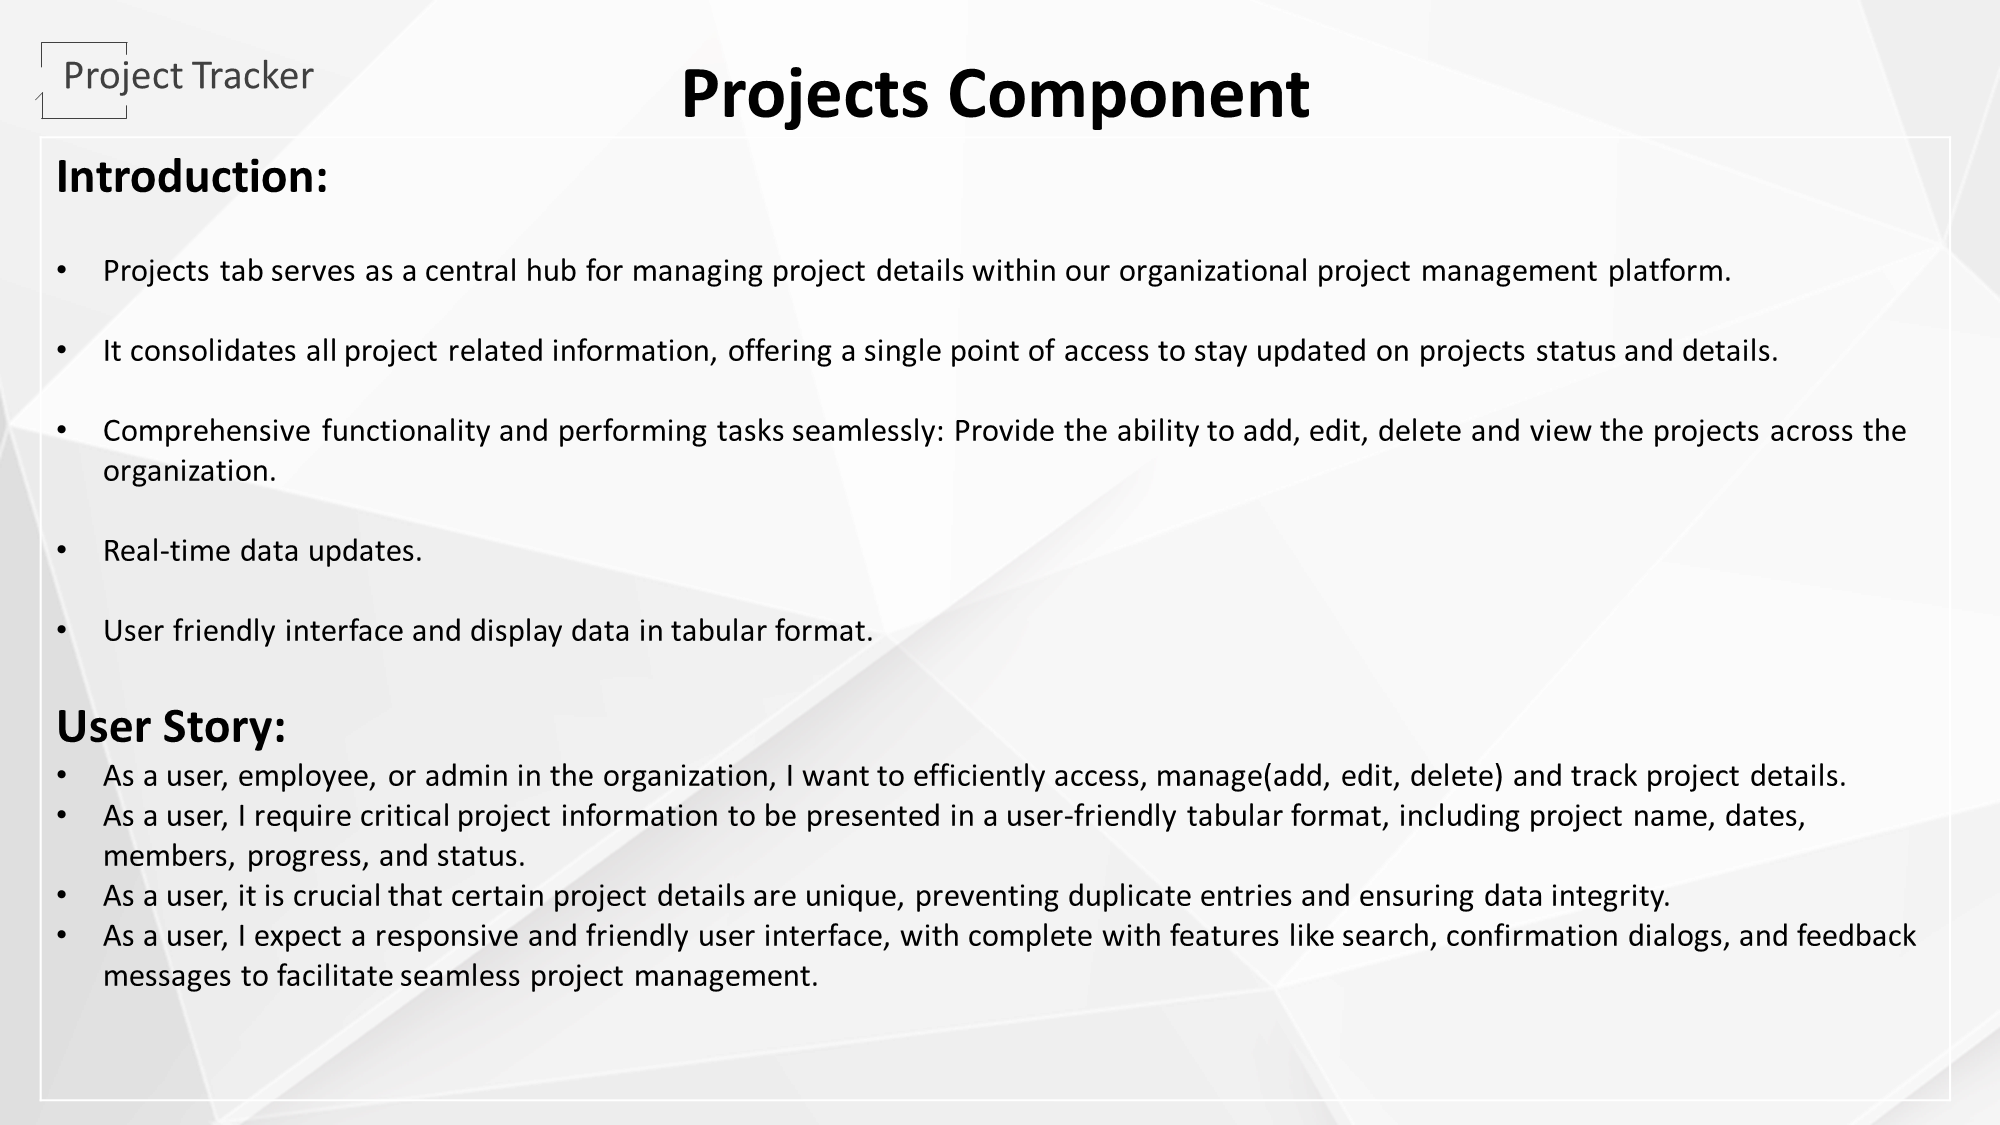 Project Tracker
Projects Component
Introduction:
• Projects tab serves as a central hub for managing project details within our organizational project management platform.
• It consolidates all project related information, offering a single point of access to stay updated on projects status and details.
• Comprehensive functionality and performing tasks seamlessly: Provide the ability to add, edit, delete and view the projects across the
organization.
• Real-time data updates.
• User friendly interface and display data in tabular format.
User Story:
• As a user, employee, or admin in the organization, I want to efficiently access, manage(add, edit, delete) and track project details.
• As a user, I require critical project information to be presented in a user-friendly tabular format, including project name, dates,
members, progress, and status.
• As a user, it is crucial that certain project details are unique, preventing duplicate entries and ensuring data integrity.
• As a user, I expect a responsive and friendly user interface, with complete with features like search, confirmation dialogs, and feedback
messages to facilitate seamless project management.